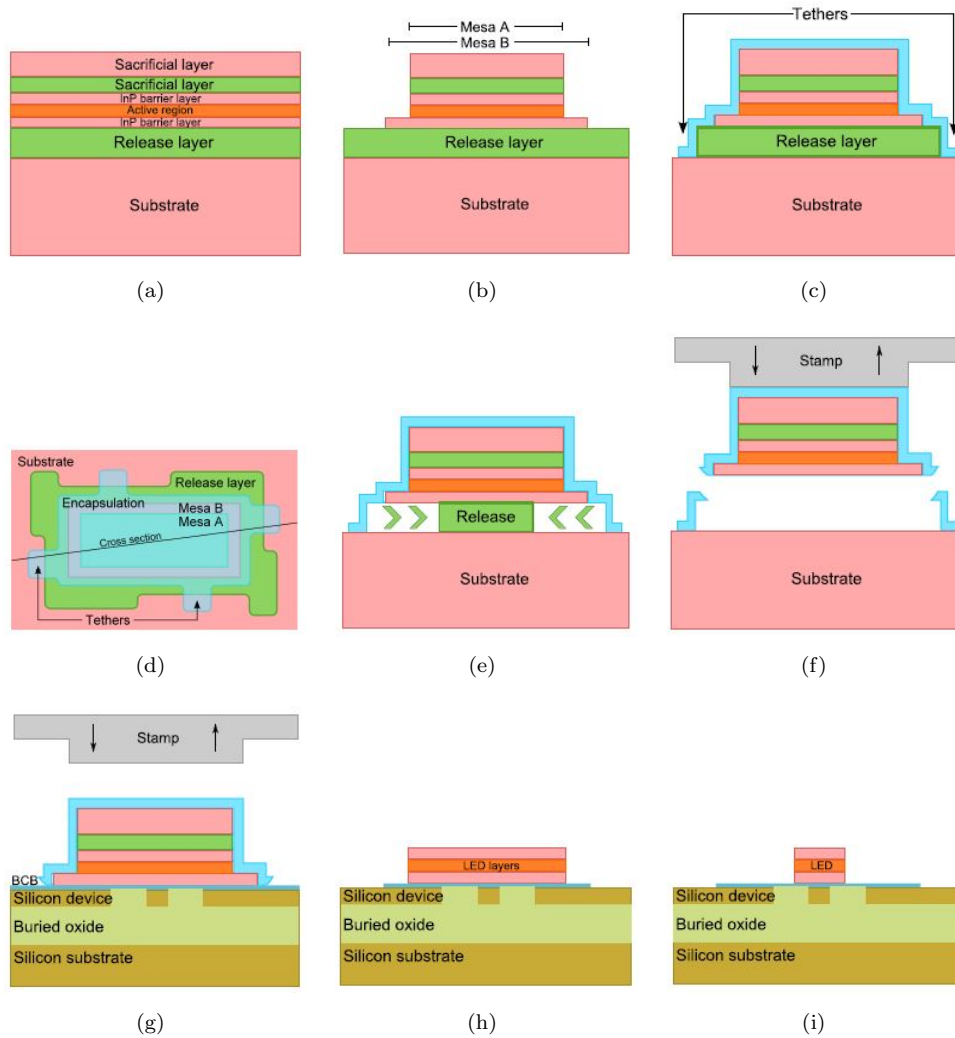 Sacrificial layer
Sacrificial layer
InP barrier layer
Active region
InP barrier layer
Release layer
Substrate
(a)
Mesa A
Mesa B
Release layer
Substrate
(b)
Tethers
Release layer
Substrate
(c)
Substrate
Release layer
Encapsulation
Mesa B
Mesa A
Cross section
Tethers
(d)
Release
Substrate
(e)
Stamp
Substrate
(f)
Stamp
BCB
Silicon device
Buried oxide
Silicon substrate
(g)
LED layers
Silicon device
Buried oxide
Silicon substrate
(h)
LED
Silicon device
Buried oxide
Silicon substrate
(i)